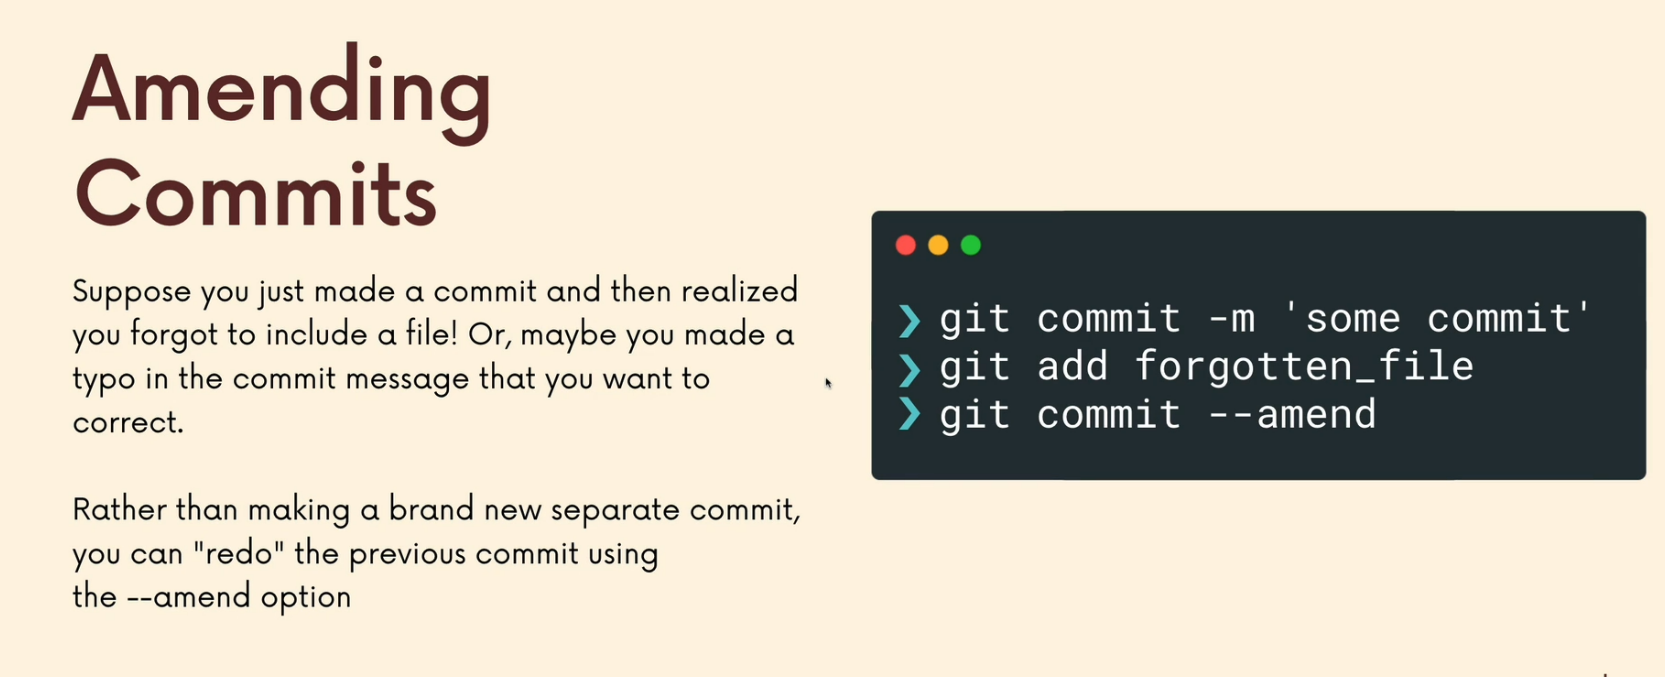 Amending
Commits
Suppose you just made a commit and then realized
you forgot to include a file! Or, maybe you made a
typo in the commit message that you want to
correct.
Rather than making a brand new separate commit,
you can "redo" the previous commit using
the --amend option
❯ git commit -m 'some commit'
❯ git add forgotten_file
❯ git commit --amend